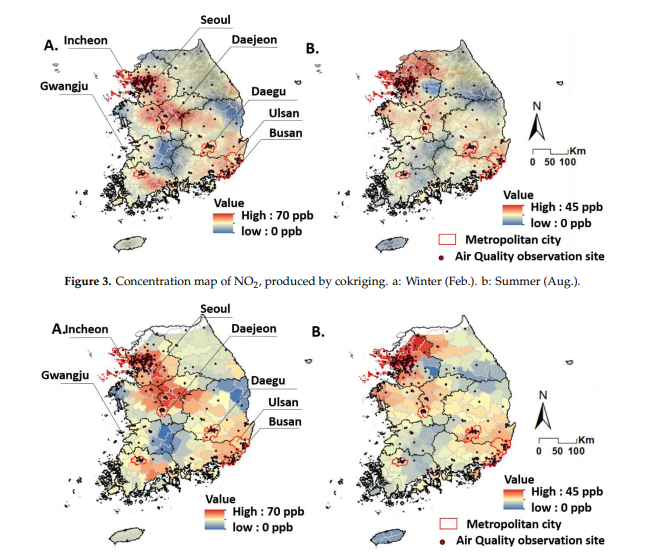 Seoul
A.
Incheon
Daejeon
B.
Gwangju
Daegu
Ulsan
Busan
N
Km
0 50 100
Value
High : 70 ppb
low : 0 ppb
Value
High : 45 ppb
low : 0 ppb
Metropolitan city
Air Quality observation site
Figure 3. Concentration map of NO₂, produced by cokriging. a: Winter (Feb.). b: Summer (Aug.).
Seoul
A.
Incheon
Daejeon
B.
Gwangju
Daegu
Ulsan
Busan
N
Km
0 50 100
Value
High : 70 ppb
low : 0 ppb
Value
High : 45 ppb
low : 0 ppb
Metropolitan city
Air Quality observation site